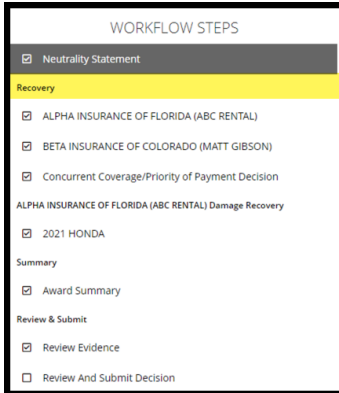 WORKFLOW STEPS
Neutrality Statement
Recovery
ALPHA INSURANCE OF FLORIDA (ABC RENTAL)
BETA INSURANCE OF COLORADO (MATT GIBSON)
Concurrent Coverage/Priority of Payment Decision
ALPHA INSURANCE OF FLORIDA (ABC RENTAL) Damage Recovery
2021 HONDA
Summary
Award Summary
Review & Submit
Review Evidence
Review And Submit Decision